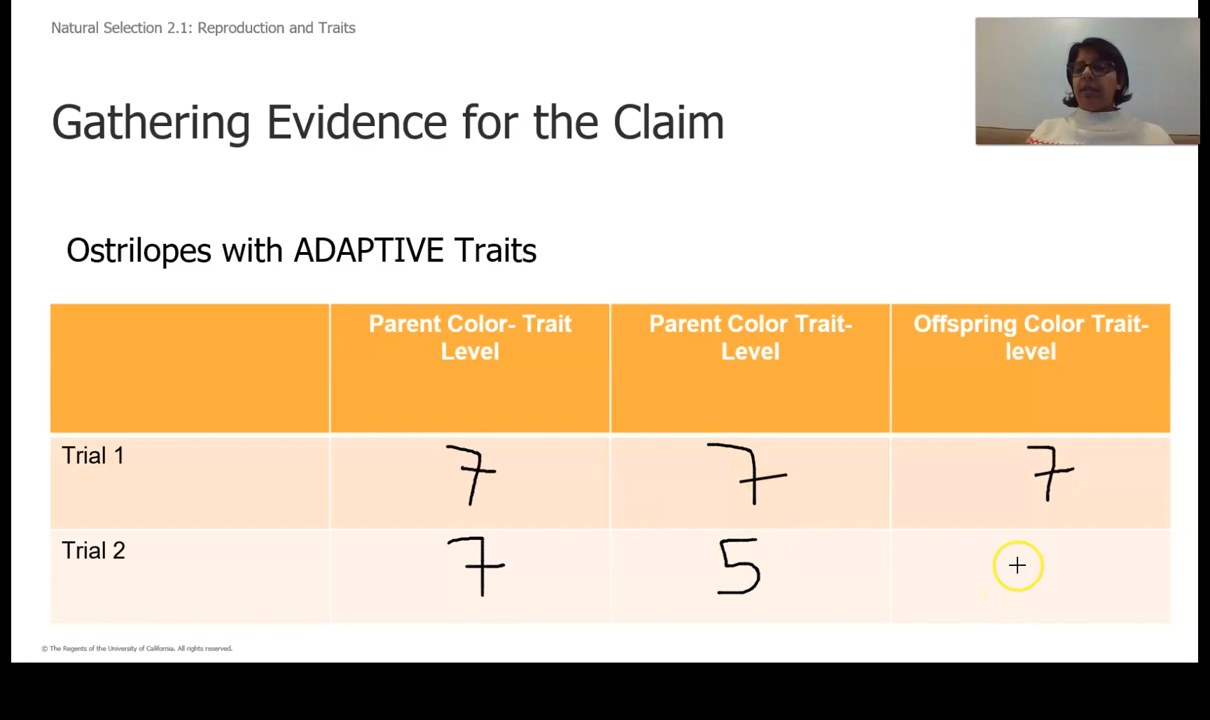 Natural Selection 2.1: Reproduction and Traits
Gathering Evidence for the Claim
Ostrilopes with ADAPTIVE Traits
Parent Color- Trait
Level
Parent Color Trait-
Level
Offspring Color Trait-
level
Trial 1
7
7
7
Trial 2
7
5
© The Regents of the University of California. All rights reserved.